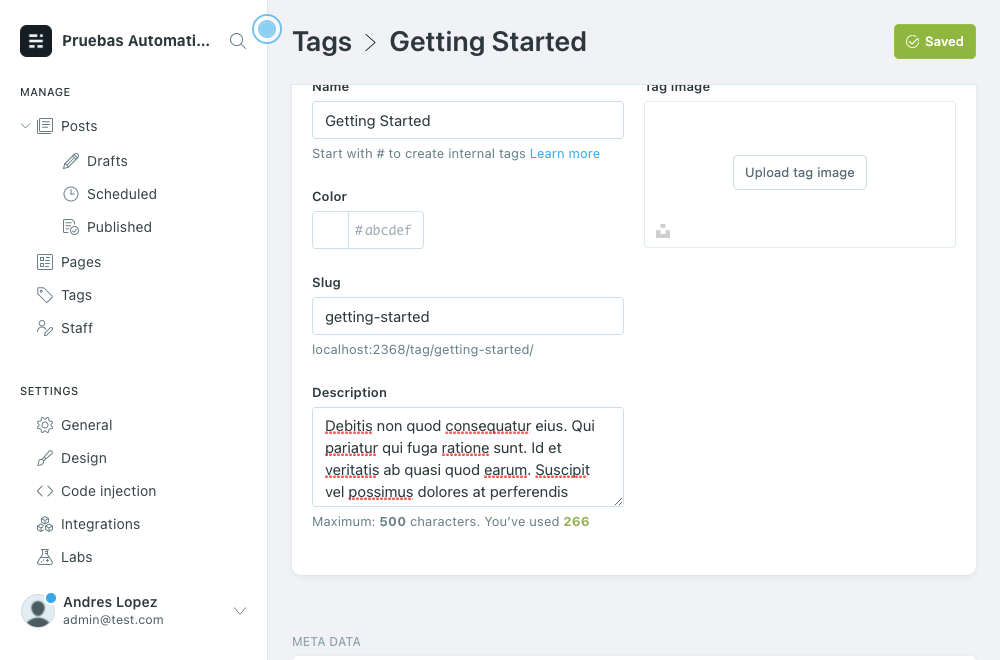 Pruebas Automati...
MANAGE
Posts
Drafts
Scheduled
Published
Pages
Tags
Staff
SETTINGS
General
Design
Code injection
Integrations
Labs
Andres Lopez
admin@test.com
Tags > Getting Started
Saved
Name
Getting Started
Start with # to create internal tags Learn more
Color
# abcdef
Slug
getting-started
localhost:2368/tag/getting-started/
Description
Debitis non quod consequatur eius. Qui
pariatur qui fuga ratione sunt. Id et
veritatis ab quasi quod earum. Suscipit
vel possimus dolores at perferendis
Maximum: 500 characters. You’ve used 266
Tag image
Upload tag image
META DATA